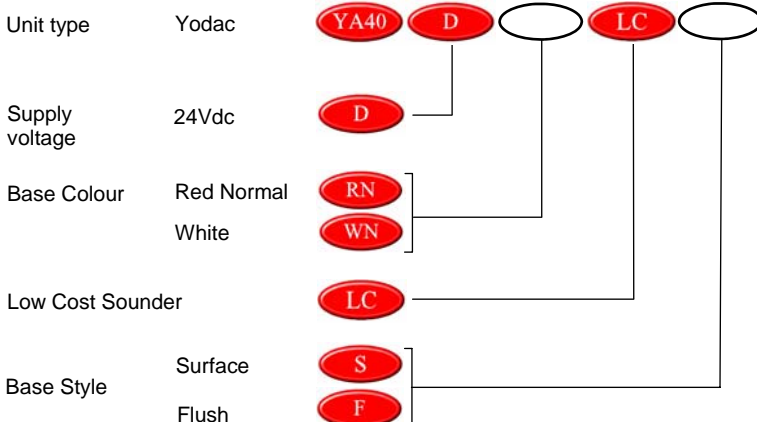 Unit type Yodac YA40 D LC
Supply voltage 24Vdc D
Base Colour Red Normal RN
White WN
Low Cost Sounder LC
Base Style Surface S
Flush F